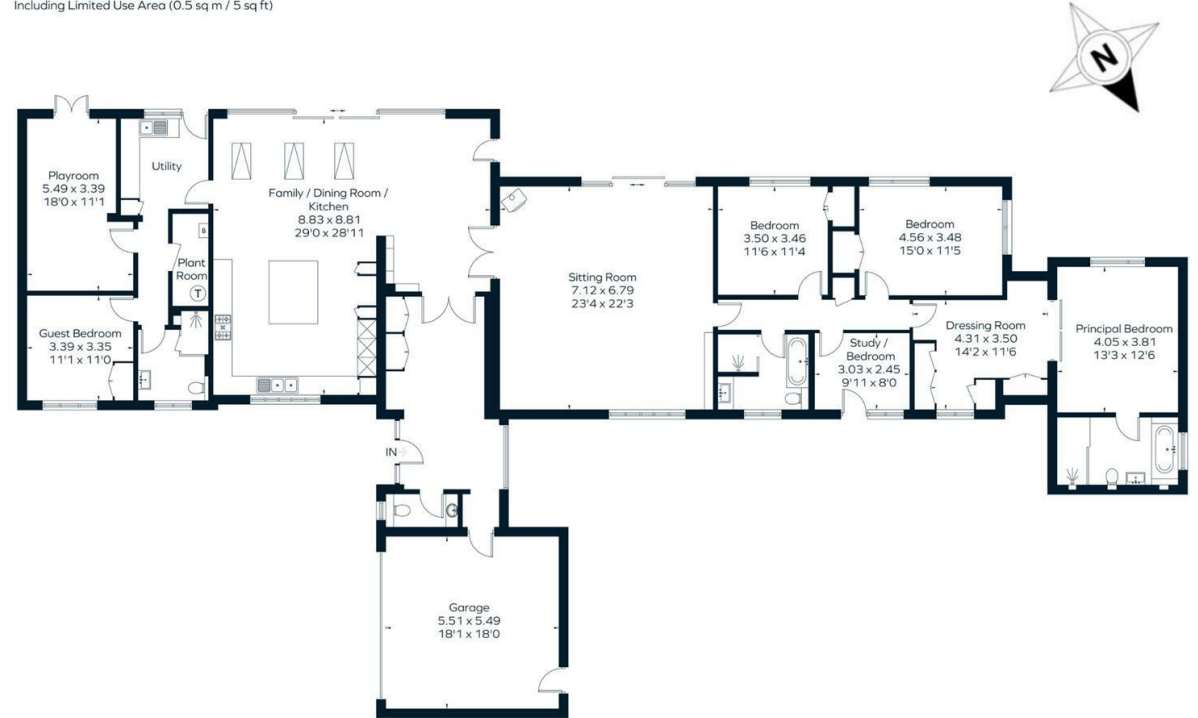 Including Limited Use Area (0.5 sq m / 5 sq ft)
N
Playroom
5.49 x 3.39
18'0 x 11'1
Utility
Family / Dining Room /
Kitchen
8.83 x 8.81
29'0 x 28'11
B
Plant
Room
T
Guest Bedroom
3.39 x 3.35
11'1 x 11'0
Sitting Room
7.12 x 6.79
23'4 x 22'3
Bedroom
3.50 x 3.46
11'6 x 11'4
Bedroom
4.56 x 3.48
15'0 x 11'5
Study /
Bedroom
3.03 x 2.45
9'11 x 8'0
Dressing Room
4.31 x 3.50
14'2 x 11'6
Principal Bedroom
4.05 x 3.81
13'3 x 12'6
IN
Garage
5.51 x 5.49
18'1 x 18'0